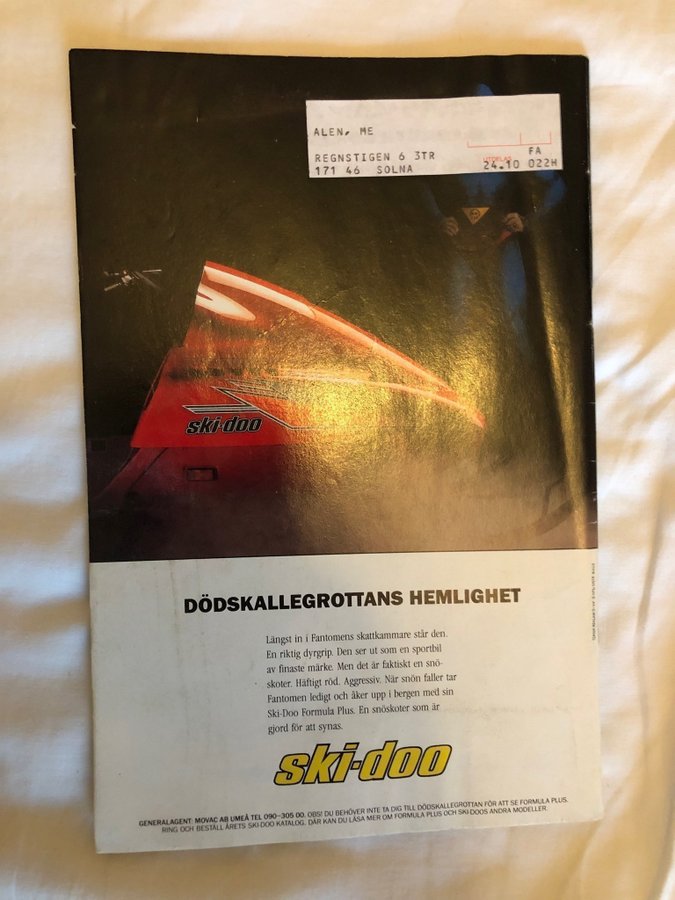 ALEN, ME
REGNSTIGEN 6 3TR
171 46 SOLNA
UTDELAS
FA
24.10 022H
ski-doo
DÖDSKALLEGROTTANS HEMLIGHET
Längst in i Fantomens skattkammare står den.
En riktig dyrgrip. Den ser ut som en sportbil
av finaste märke. Men det är faktiskt en snö-
skoter. Häftigt röd. Aggressiv. När snön faller tar
Fantomen ledigt och åker upp i bergen med sin
Ski-Doo Formula Plus. En snöskoter som är
gjord för att synas.
ski-doo
GENERALAGENT: MOVAC AB UMEÅ TEL 090-305 00. OBS! DU BEHÖVER INTE TA DIG TILL DÖDSKALLEGROTTAN FÖR ATT SE FORMULA PLUS.
RING OCH BESTÄLL ÅRETS SKI-DOO KATALOG. DÄR KAN DU LÄSA MER OM FORMULA PLUS OCH SKI-DOOS ANDRA MODELLER.